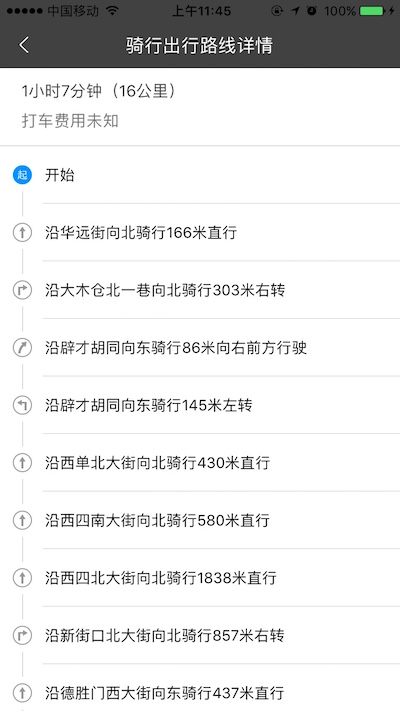 中国移动 上午11:45 100%
骑行出行路线详情
1小时7分钟（16公里）
打车费用未知
起 开始
沿华远街向北骑行166米直行
沿大木仓北一巷向北骑行303米右转
沿辟才胡同向东骑行86米向右前方行驶
沿辟才胡同向东骑行145米左转
沿西单北大街向北骑行430米直行
沿西四南大街向北骑行580米直行
沿西四北大街向北骑行1838米直行
沿新街口北大街向北骑行857米右转
沿德胜门西大街向东骑行437米直行